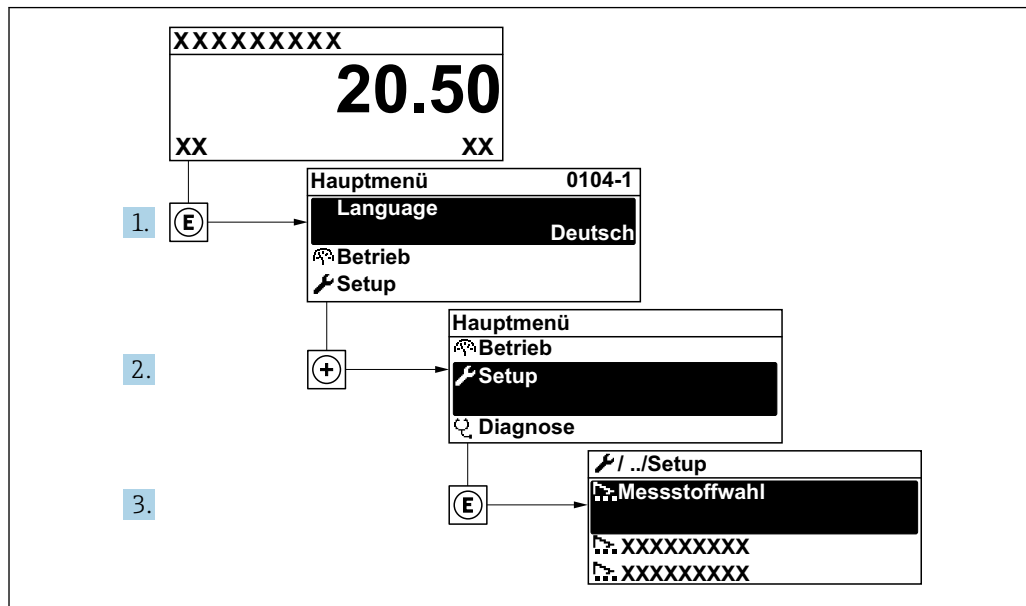 XXXXXXXXX
20.50
XX XX
Hauptmenü 0104-1
1. E Language
Deutsch
Betrieb
Setup
Hauptmenü
Betrieb
2. + Setup
Diagnose
/ ../Setup
3. E Messstoffwahl
XXXXXXXXX
XXXXXXXXX